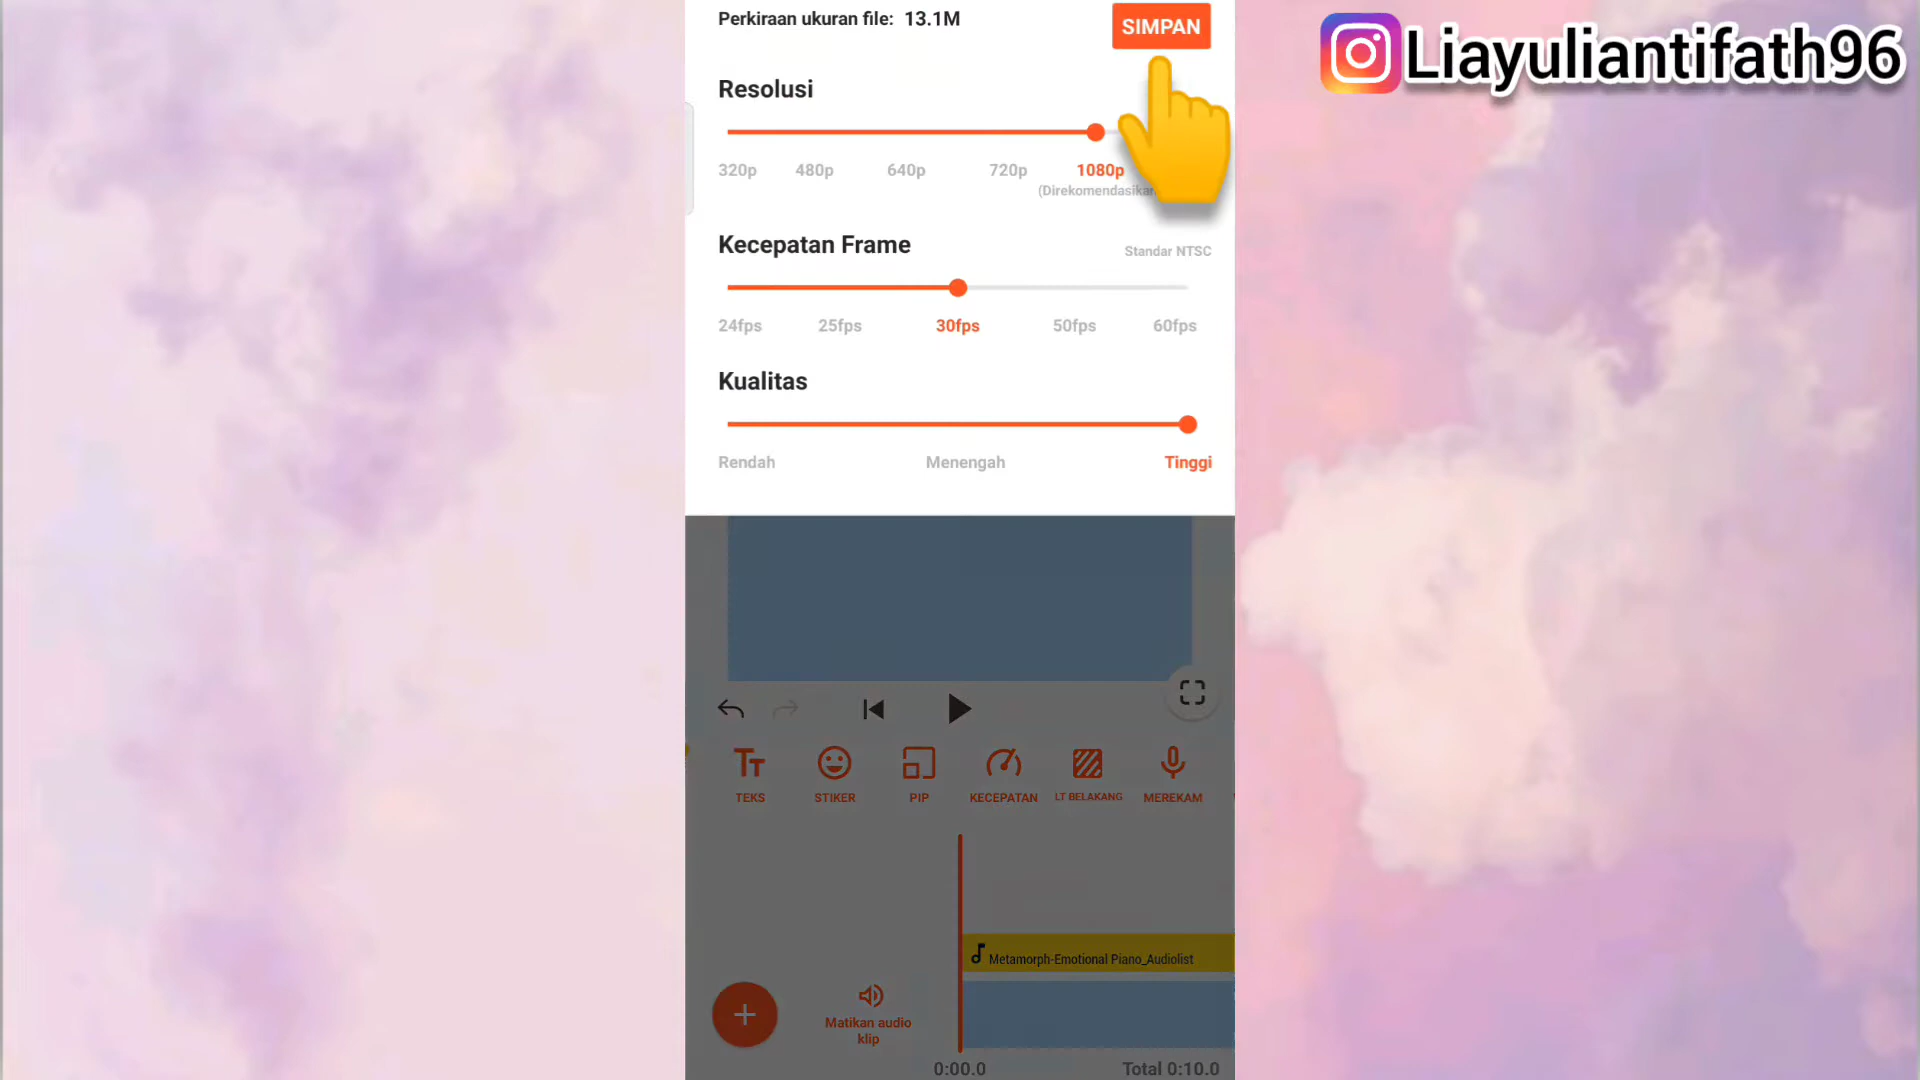 Perkiraan ukuran file: 13.1M
SIMPAN
Liayuliantifath96
Resolusi
320p 480p 640p 720p 1080p
(Direkomendasikan
Kecepatan Frame
Standar NTSC
24fps 25fps 30fps 50fps 60fps
Kualitas
Rendah Menengah Tinggi
TEKS STIKER PIP KECEPATAN LT BELAKANG MEREKAM
Metamorph-Emotional Piano_Audiolist
Matikan audio
klip
0:00.0 Total 0:10.0